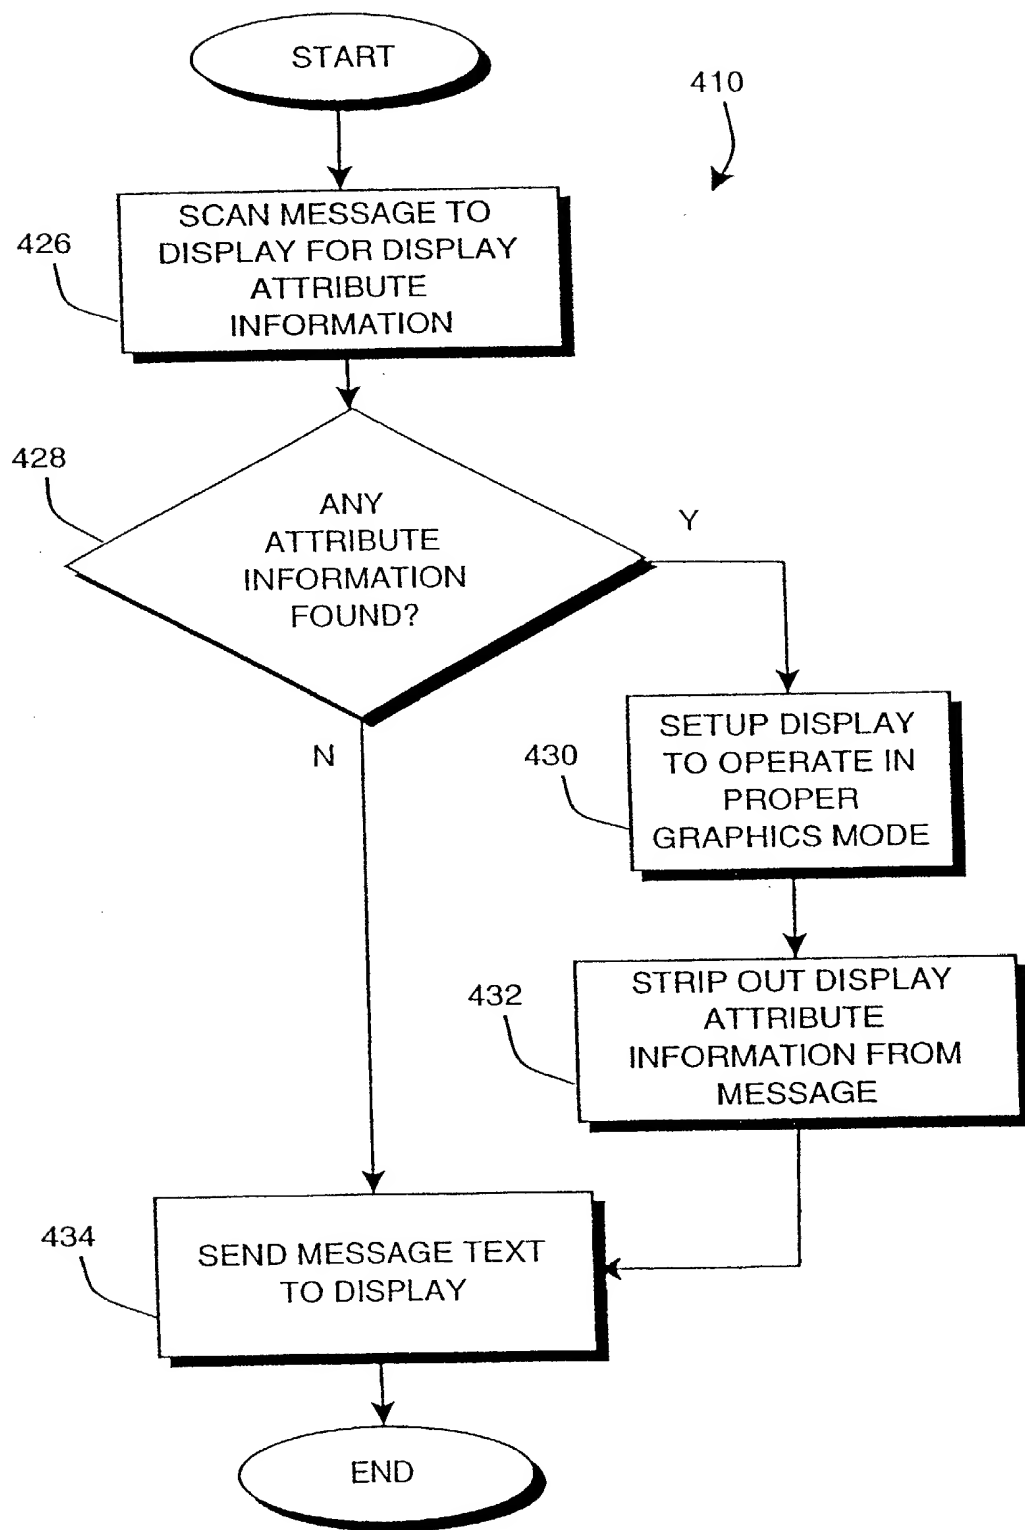 START
410
SCAN MESSAGE TO
DISPLAY FOR DISPLAY
ATTRIBUTE
INFORMATION
426
428
ANY
ATTRIBUTE
INFORMATION
FOUND?
Y
N
SETUP DISPLAY
TO OPERATE IN
PROPER
GRAPHICS MODE
430
STRIP OUT DISPLAY
ATTRIBUTE
INFORMATION FROM
MESSAGE
432
434
SEND MESSAGE TEXT
TO DISPLAY
END